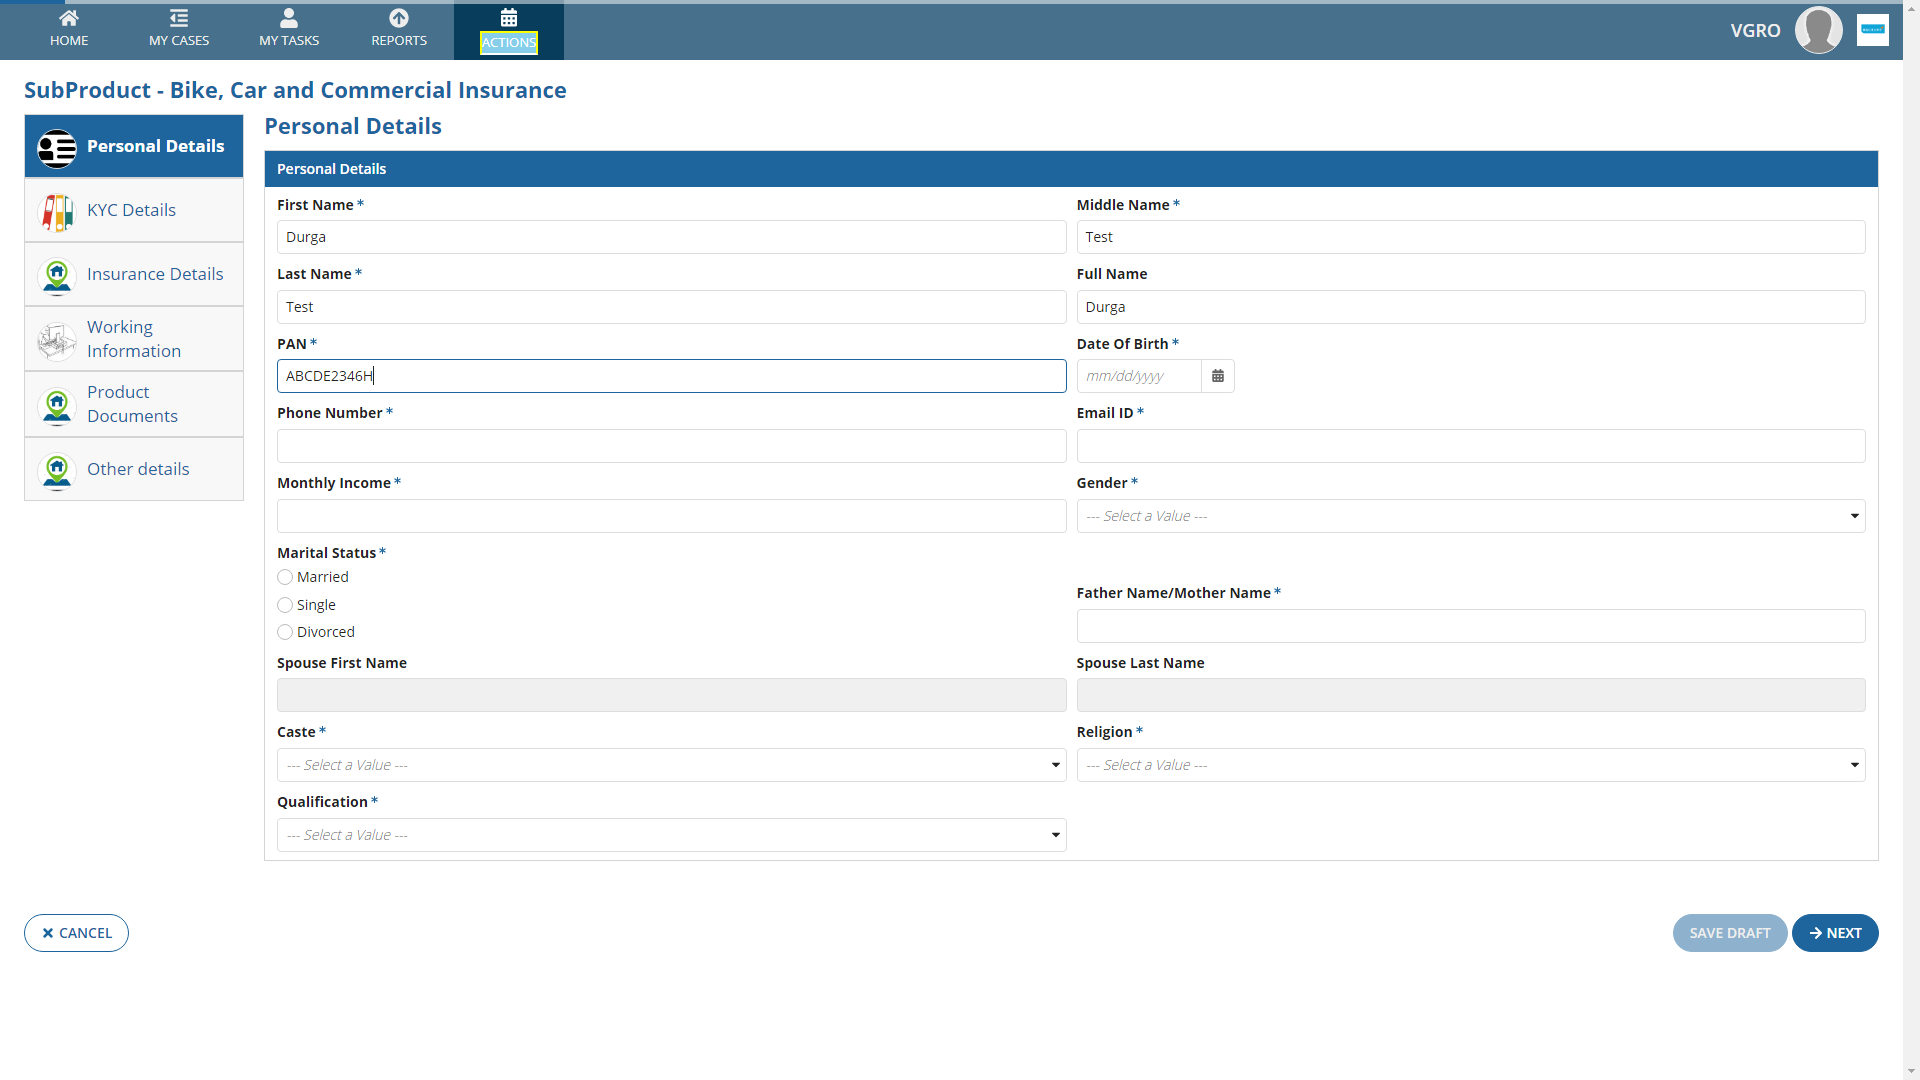 HOME
MY CASES
MY TASKS
REPORTS
ACTIONS
VGRO
SubProduct - Bike, Car and Commercial Insurance
Personal Details
KYC Details
Insurance Details
Working
Information
Product
Documents
Other details
Personal Details
Personal Details
First Name *
Middle Name *
Durga
Test
Last Name *
Full Name
Test
Durga
PAN *
Date Of Birth *
ABCDE2346H
mm/dd/yyyy
Phone Number *
Email ID *
Monthly Income *
Gender *
--- Select a Value ---
Marital Status *
Married
Single
Divorced
Father Name/Mother Name *
Spouse First Name
Spouse Last Name
Caste *
Religion *
--- Select a Value ---
--- Select a Value ---
Qualification *
--- Select a Value ---
CANCEL
SAVE DRAFT
NEXT